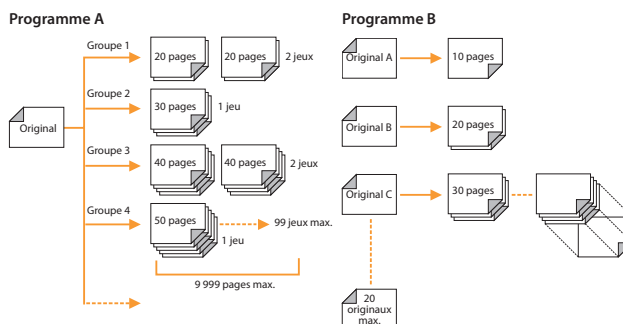 Programme A
Groupe 1
20 pages
20 pages
2 jeux
Groupe 2
30 pages
1 jeu
Original
Groupe 3
40 pages
40 pages
2 jeux
Groupe 4
50 pages
99 jeux max.
1 jeu
9 999 pages max.
Programme B
Original A
10 pages
Original B
20 pages
Original C
30 pages
20
originaux
max.